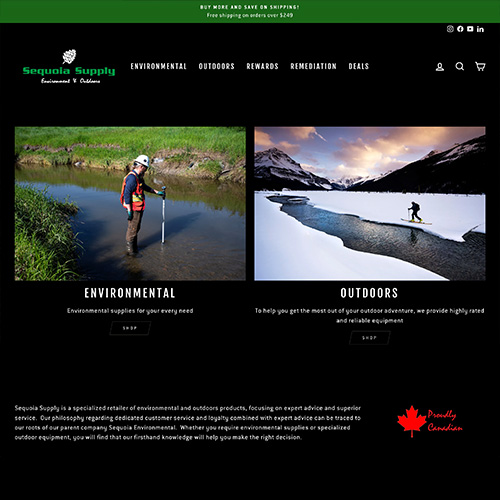 BUY MORE AND SAVE ON SHIPPING!
Free shipping on orders over $249
Sequoia Supply
Environment & Outdoors
ENVIRONMENTAL OUTDOORS REWARDS REMEDIATION DEALS
ENVIRONMENTAL
Environmental supplies for your every need
SHOP
OUTDOORS
To help you get the most out of your outdoor adventure, we provide highly rated
and reliable equipment
SHOP
Sequoia Supply is a specialized retailer of environmental and outdoors products, focusing on expert advice and superior
service. Our philosophy regarding dedicated customer service and loyalty combined with expert advice can be traced to
our roots of our parent company Sequoia Environmental. Whether you require environmental supplies or specialized
outdoor equipment, you will find that our firsthand knowledge will help you make the right decision.
Proudly
Canadian